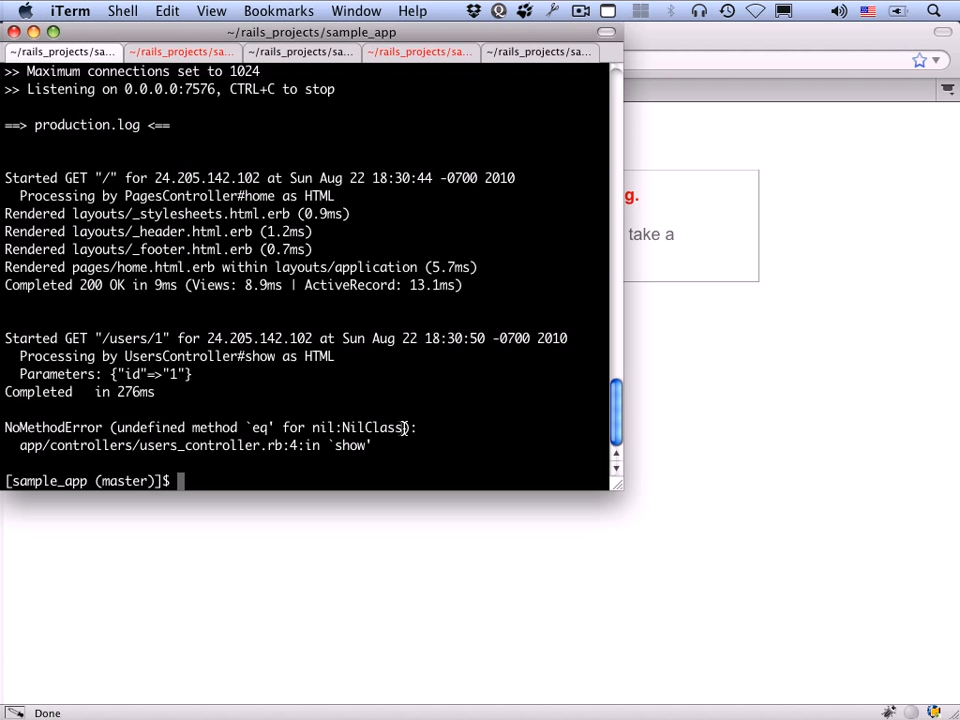 iTerm Shell Edit View Bookmarks Window Help
~/rails_projects/sample_app
~/rails_projects/sa... ~/rails_projects/sa... ~/rails_projects/sa... ~/rails_projects/sa... ~/rails_projects/sa...
>> Maximum connections set to 1024
>> Listening on 0.0.0.0:7576, CTRL+C to stop
==> production.log <==
Started GET "/" for 24.205.142.102 at Sun Aug 22 18:30:44 -0700 2010
Processing by PagesController#home as HTML
Rendered layouts/_stylesheets.html.erb (0.9ms)
Rendered layouts/_header.html.erb (1.2ms)
Rendered layouts/_footer.html.erb (0.7ms)
Rendered pages/home.html.erb within layouts/application (5.7ms)
Completed 200 OK in 9ms (Views: 8.9ms | ActiveRecord: 13.1ms)
Started GET "/users/1" for 24.205.142.102 at Sun Aug 22 18:30:50 -0700 2010
Processing by UsersController#show as HTML
Parameters: {"id"=>"1"}
Completed   in 276ms
NoMethodError (undefined method `eq' for nil:NilClass):
app/controllers/users_controller.rb:4:in `show'
[sample_app (master)]$
g.
take a
Done